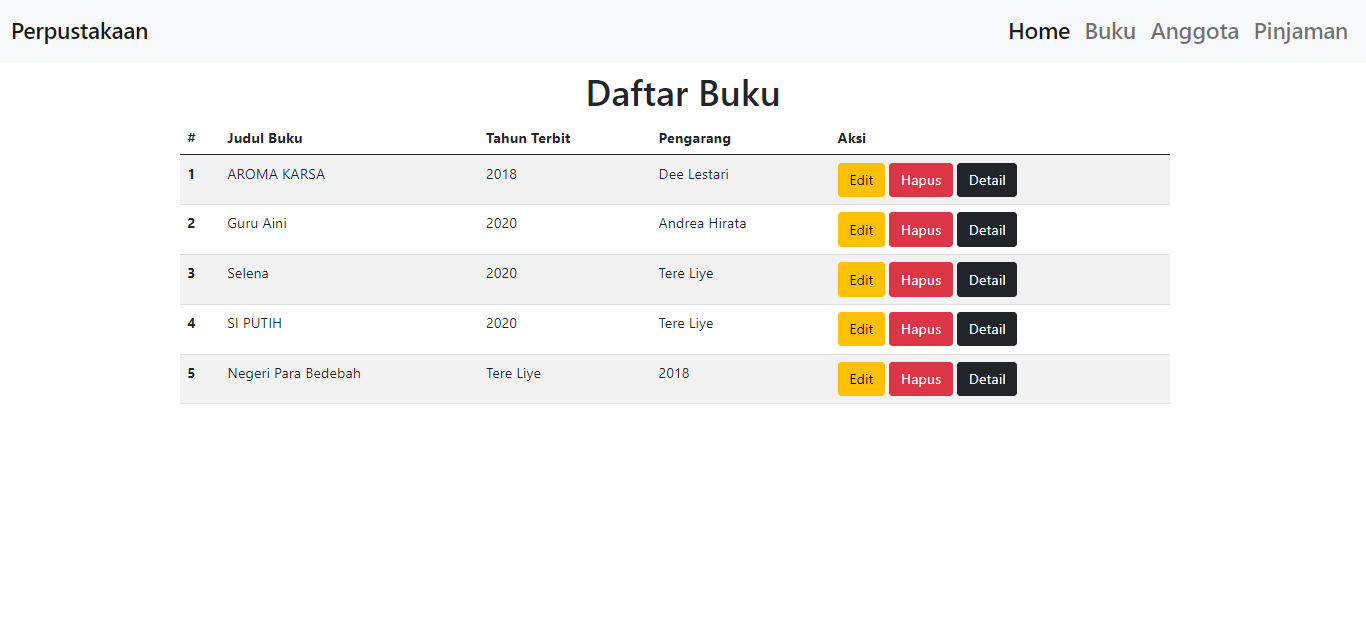 Perpustakaan Home Buku Anggota Pinjaman
Daftar Buku
# Judul Buku Tahun Terbit Pengarang Aksi
1 AROMA KARSA 2018 Dee Lestari Edit Hapus Detail
2 Guru Aini 2020 Andrea Hirata Edit Hapus Detail
3 Selena 2020 Tere Liye Edit Hapus Detail
4 SI PUTIH 2020 Tere Liye Edit Hapus Detail
5 Negeri Para Bedebah Tere Liye 2018 Edit Hapus Detail